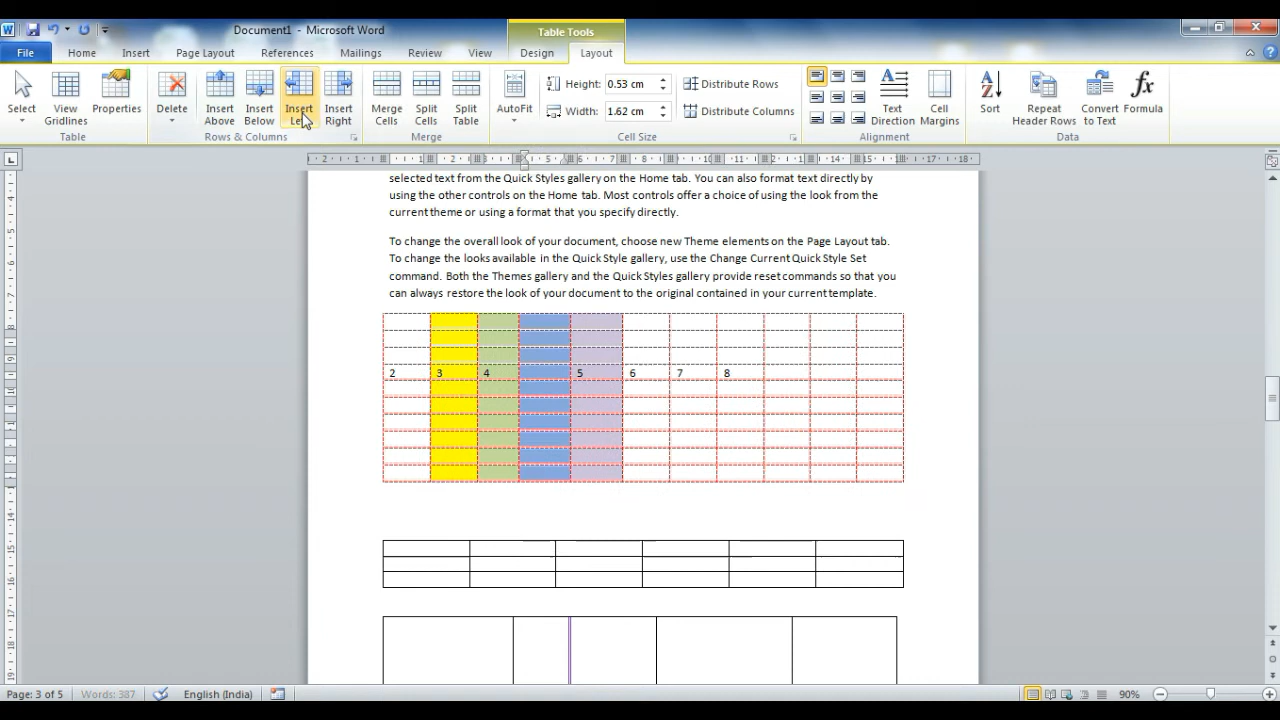 Document1 - Microsoft Word
Table Tools
File Home Insert Page Layout References Mailings Review View Design Layout
Select View Gridlines Properties
Table
Delete Insert Above Insert Below Insert Insert Right
Rows & Columns
Merge Cells Split Cells Split Table
Merge
AutoFit Height: 0.53 cm Distribute Rows
Width: 1.62 cm Distribute Columns
Cell Size
Text Direction Cell Margins
Alignment
Sort Repeat Header Rows Convert to Text Formula
Data
selected text from the Quick Styles gallery on the Home tab. You can also format text directly by
using the other controls on the Home tab. Most controls offer a choice of using the look from the
current theme or using a format that you specify directly.
To change the overall look of your document, choose new Theme elements on the Page Layout tab.
To change the looks available in the Quick Style gallery, use the Change Current Quick Style Set
command. Both the Themes gallery and the Quick Styles gallery provide reset commands so that you
can always restore the look of your document to the original contained in your current template.
2 3 4 5 6 7 8
Page: 3 of 5 Words: 387 English (India) 90%